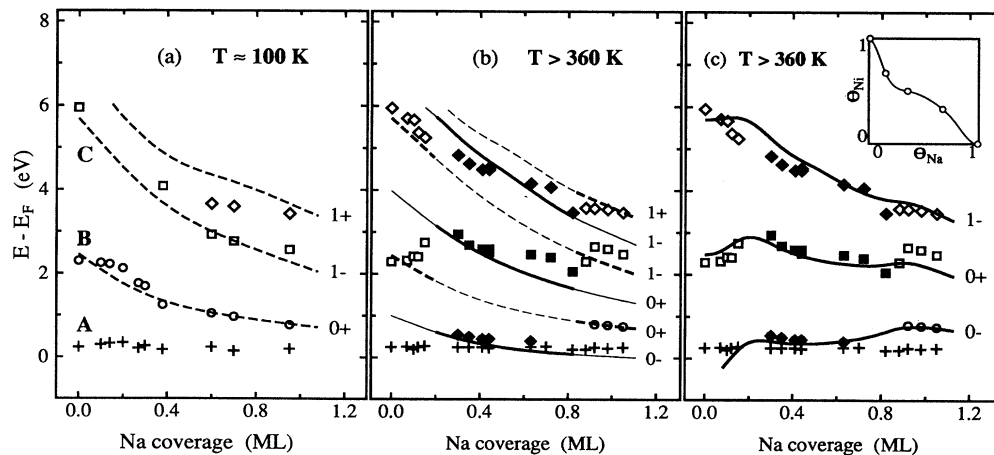 (a) T ≈ 100 K
(b) T > 360 K
(c) T > 360 K
E - E_F (eV)
8
6
4
2
0
C
B
A
1+
1-
0+
1+
1-
1-
0+
0+
0-
1-
0+
0-
1
Θ_Ni
0
0 Θ_Na 1
0.0 0.4 0.8 1.2
0.0 0.4 0.8 1.2
0.0 0.4 0.8 1.2
Na coverage (ML)
Na coverage (ML)
Na coverage (ML)